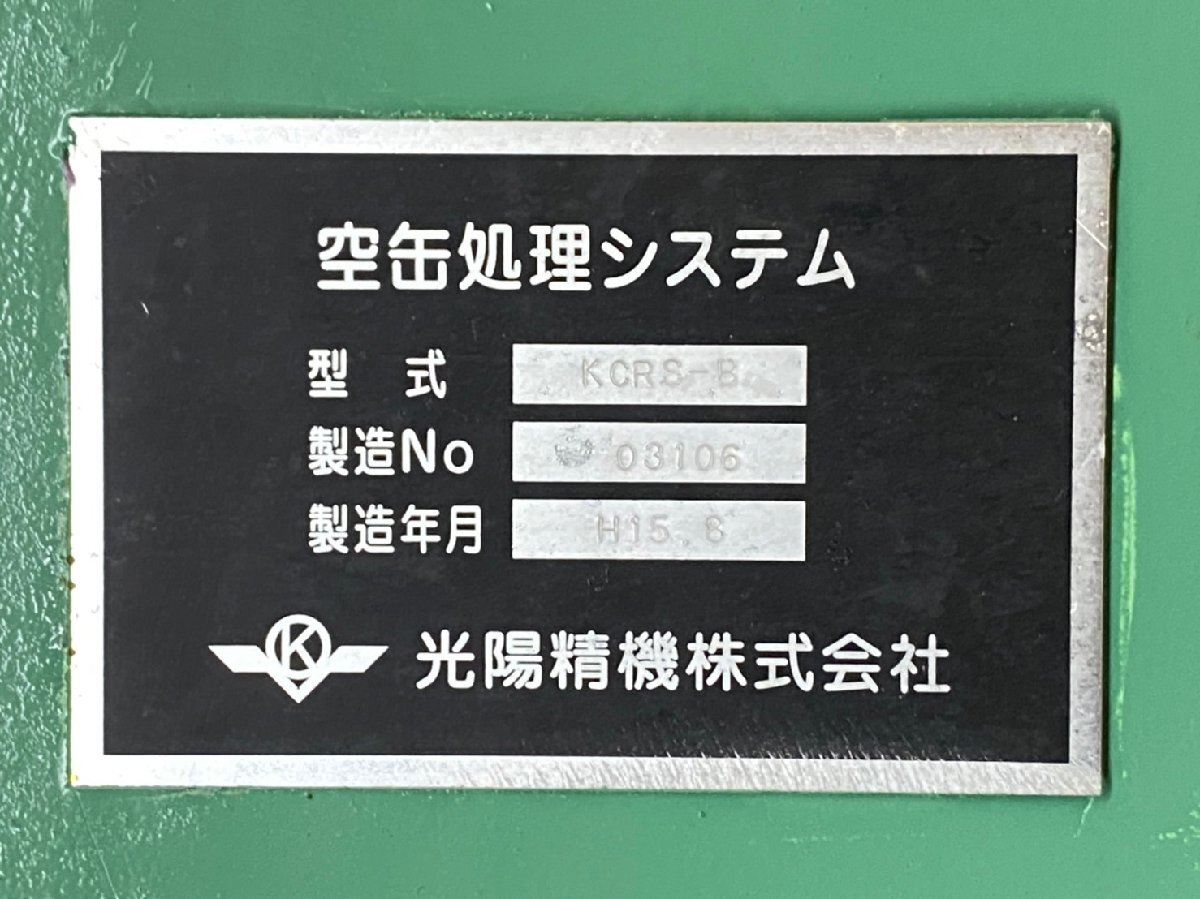 空缶処理システム
型 式 KCRS-B
製造No 03106
製造年月 H15.8
K 光陽精機株式会社